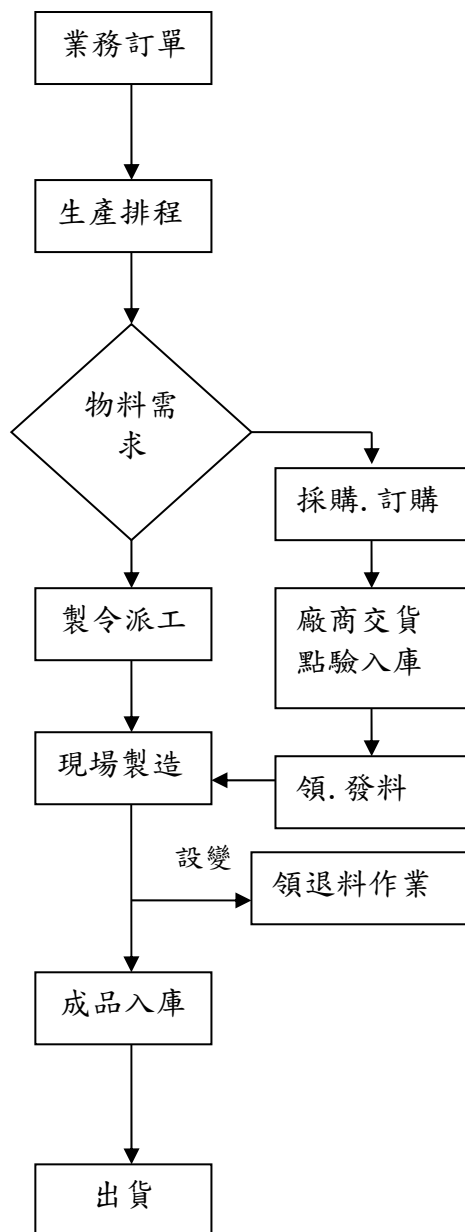 業務訂單
生產排程
物料需
求
採購.訂購
製令派工
廠商交貨
點驗入庫
現場製造
領.發料
設變
領退料作業
成品入庫
出貨